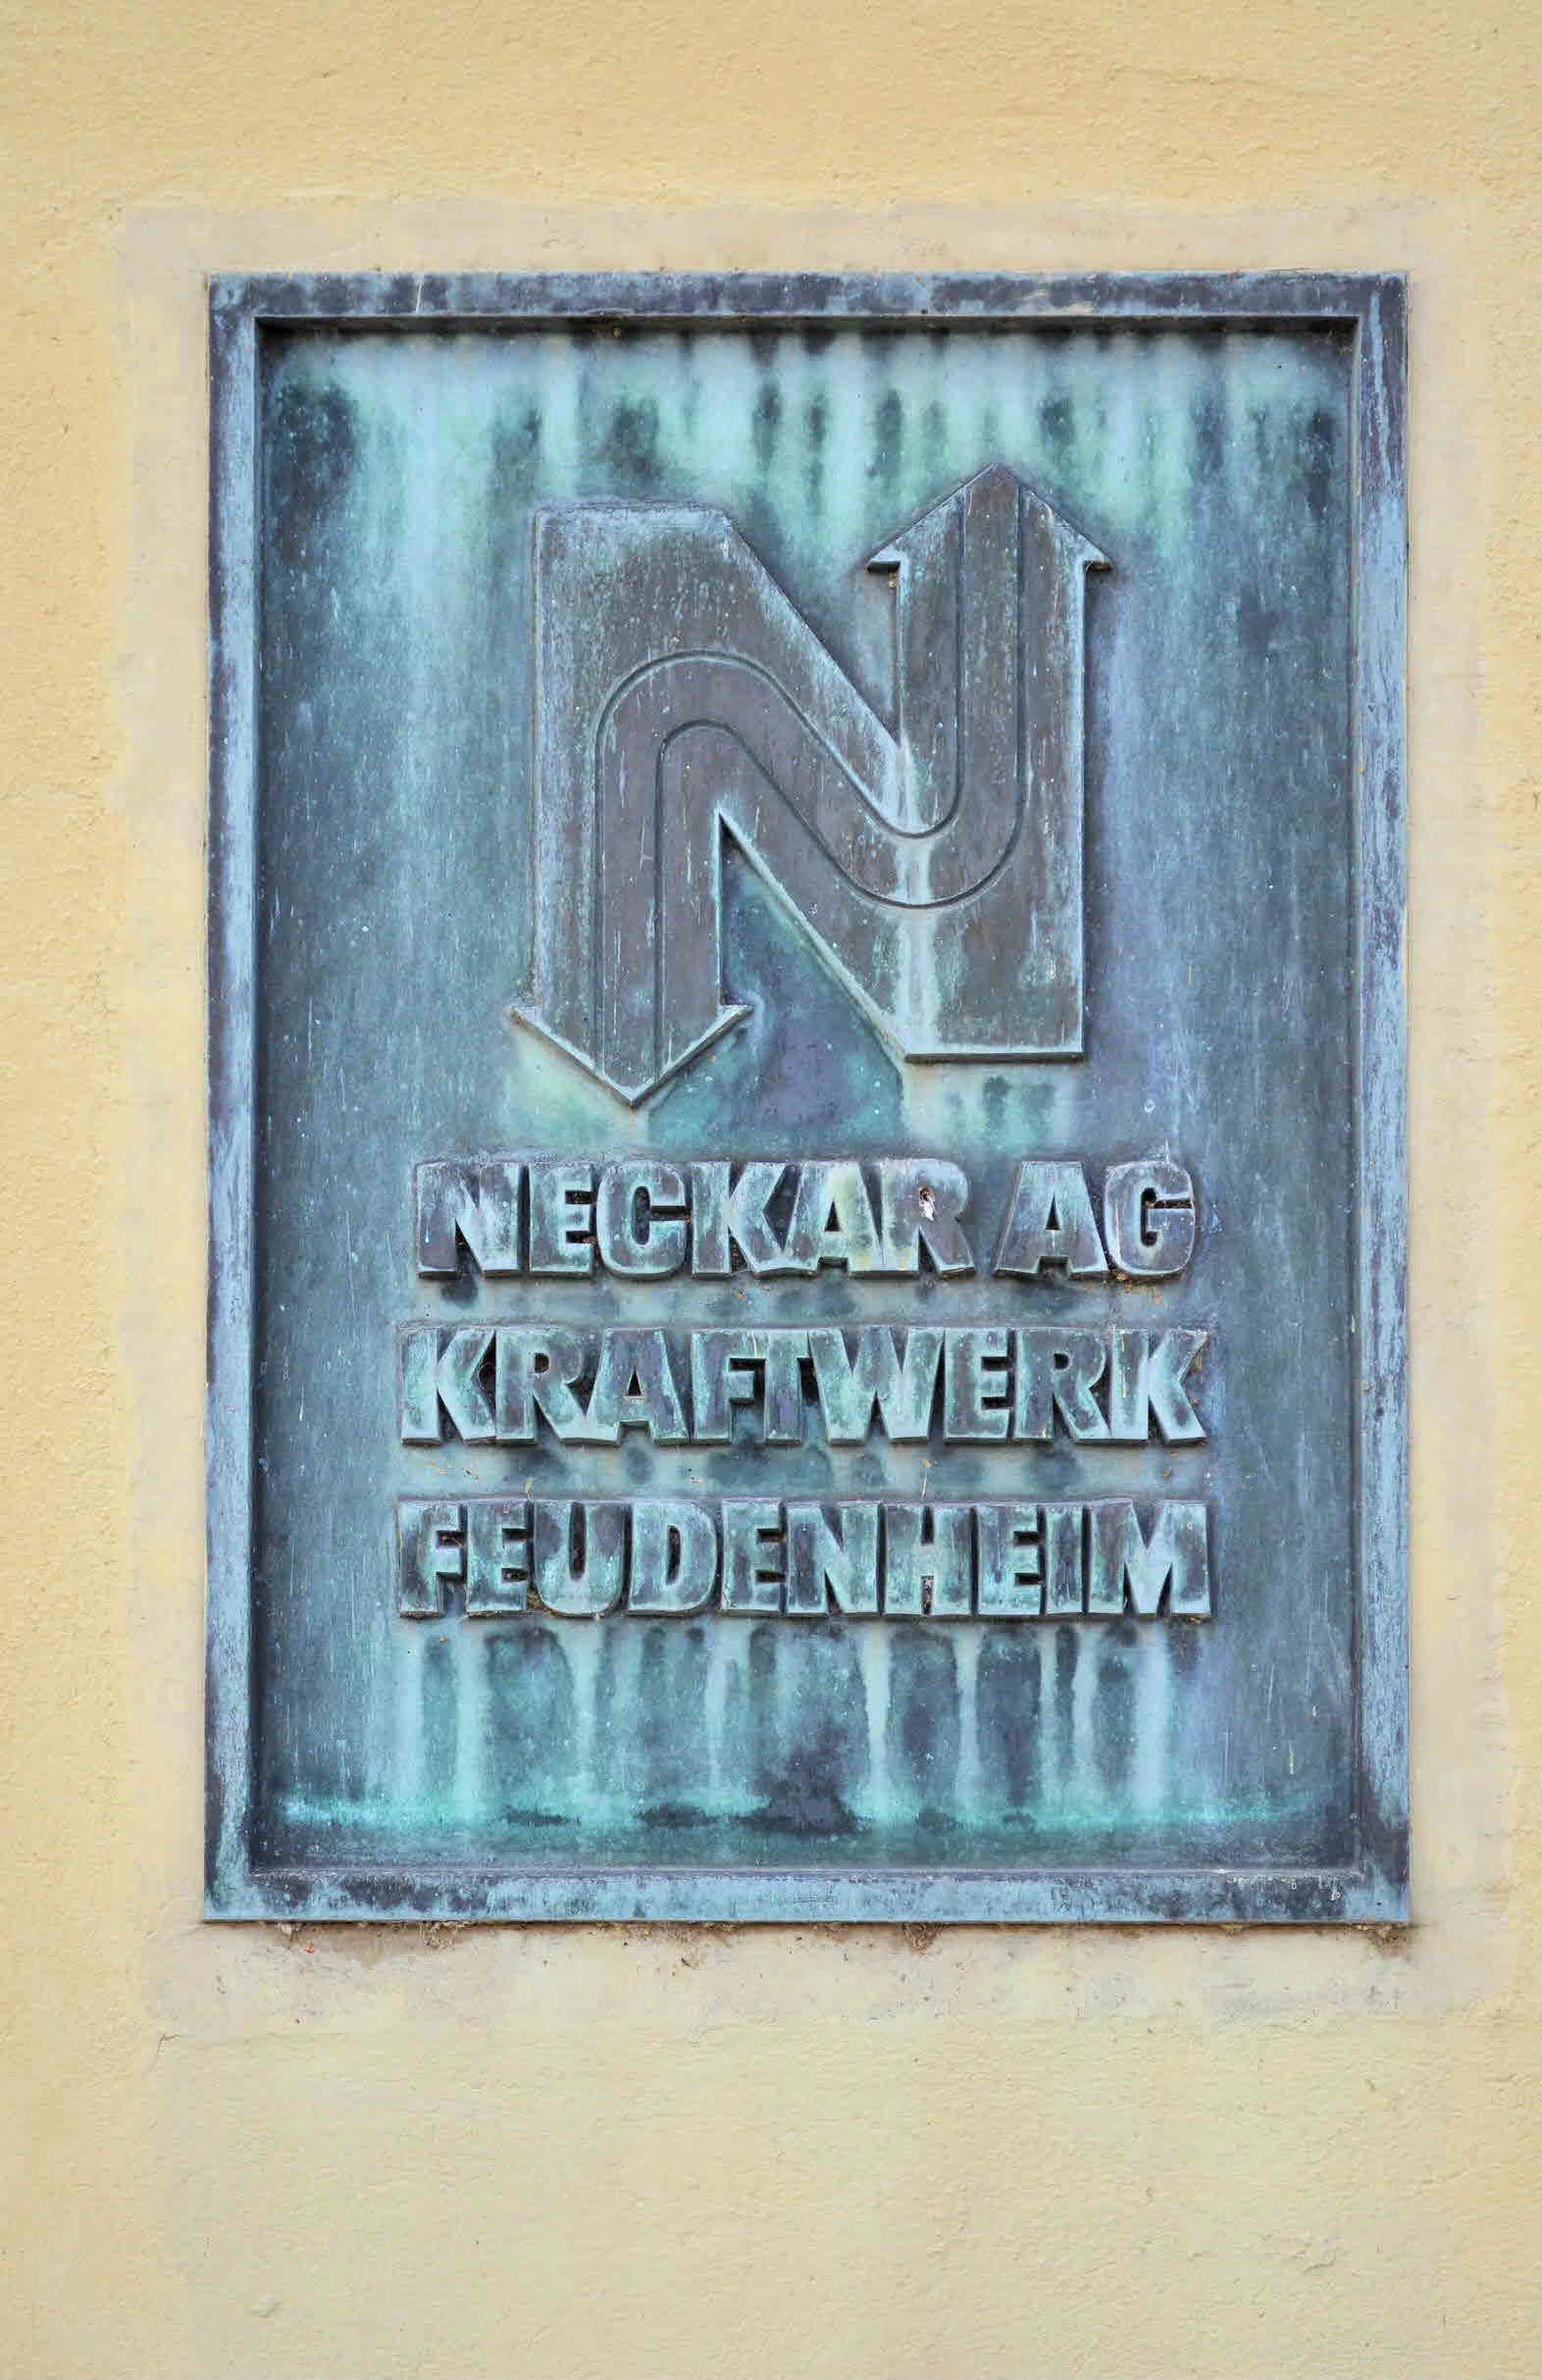 N
NECKAR AG
KRAFTWERK
FEUDENHEIM